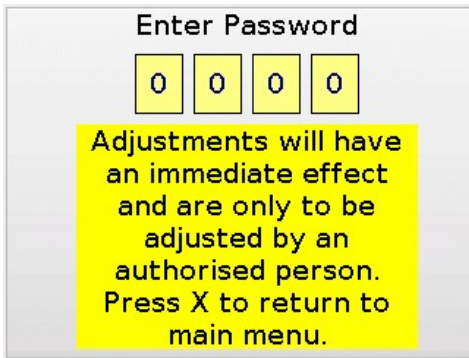 Enter Password
0 0 0 0
Adjustments will have
an immediate effect
and are only to be
adjusted by an
authorised person.
Press X to return to
main menu.